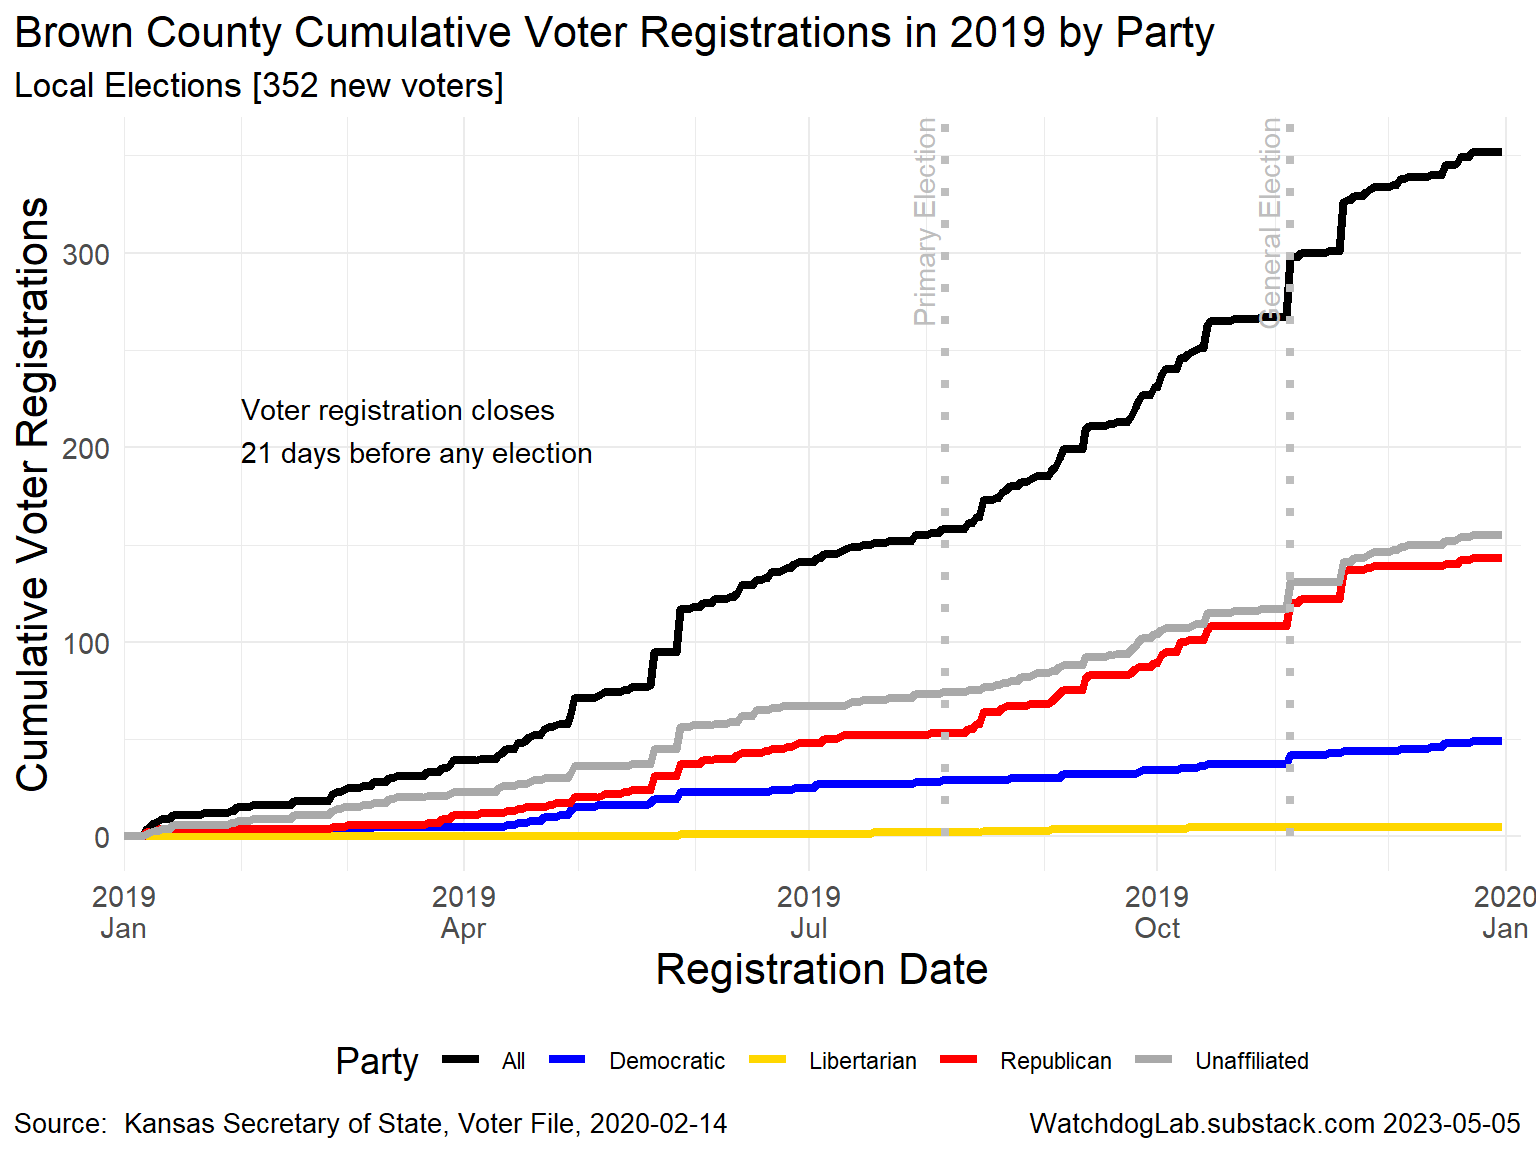 Brown County Cumulative Voter Registrations in 2019 by Party
Local Elections [352 new voters]
Cumulative Voter Registrations
300
200
100
0
Primary Election
General Election
Voter registration closes
21 days before any election
2019 2019 2019 2019 2020
Jan Apr Jul Oct Jan
Registration Date
Party All Democratic Libertarian Republican Unaffiliated
Source:  Kansas Secretary of State, Voter File, 2020-02-14
WatchdogLab.substack.com 2023-05-05